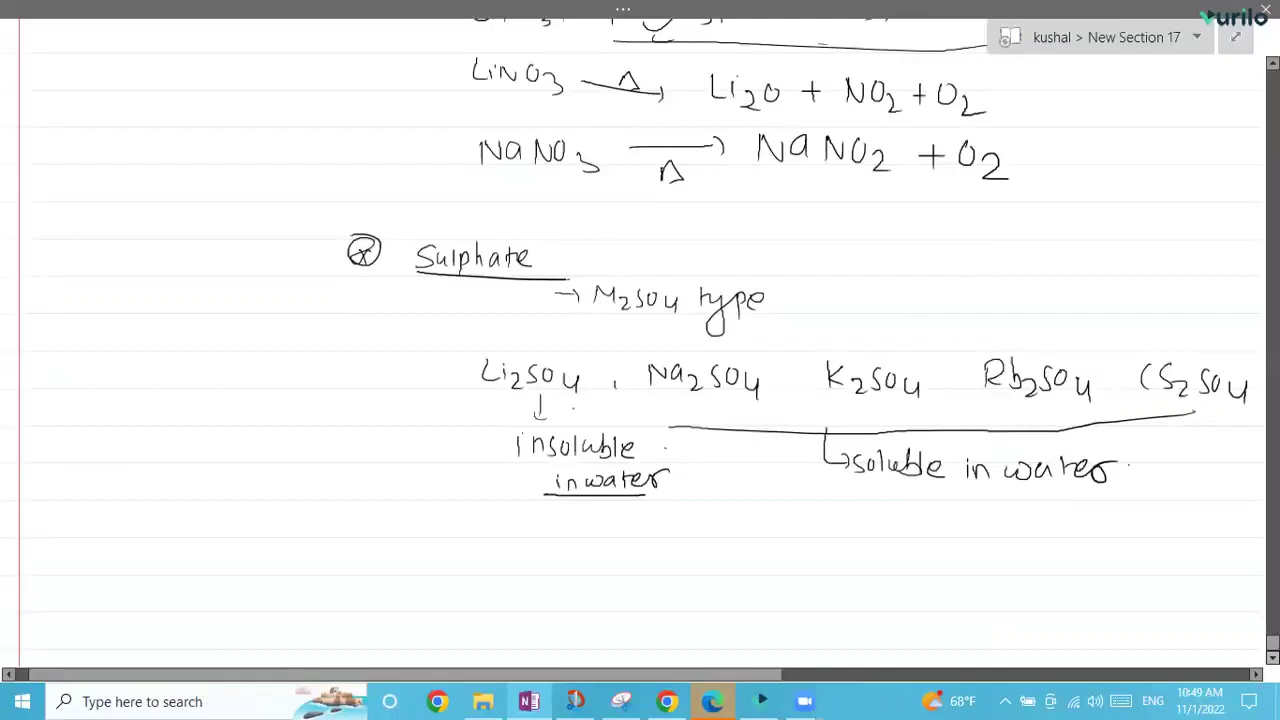 vurilo
kushal > New Section 17
LiNO3 Δ→ Li2O + NO2 + O2
NaNO3 →Δ NaNO2 + O2
Sulphate
→ M2SO4 type
Li2SO4 , Na2SO4 K2SO4 Rb2SO4 CS2SO4
↓
insoluble
in water
↳soluble in water
Type here to search
68°F
ENG
10:49 AM
11/1/2022